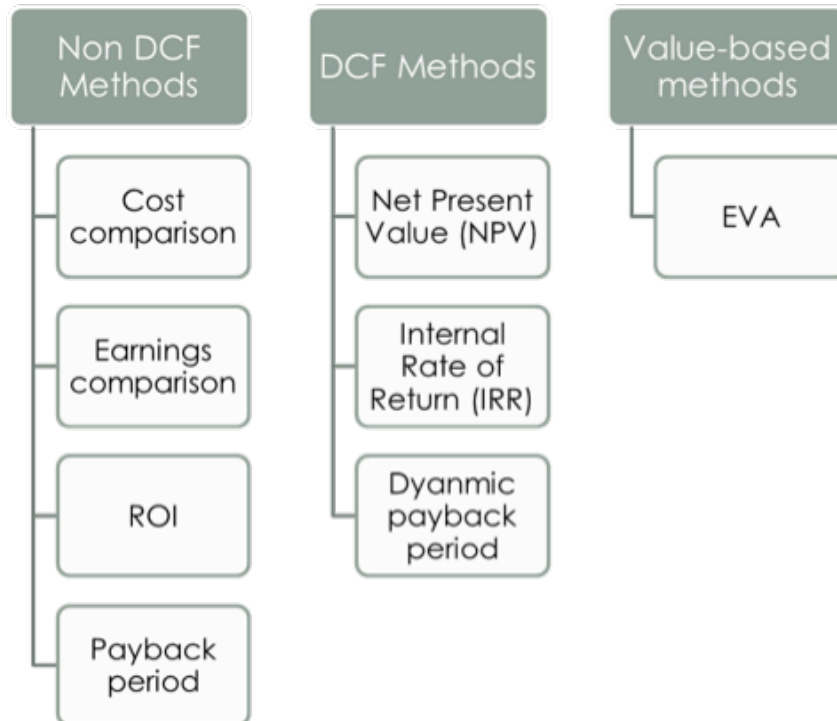 Non DCF
Methods
Cost
comparison
Earnings
comparison
ROI
Payback
period
DCF Methods
Net Present
Value (NPV)
Internal
Rate of
Return (IRR)
Dyanmic
payback
period
Value-based
methods
EVA